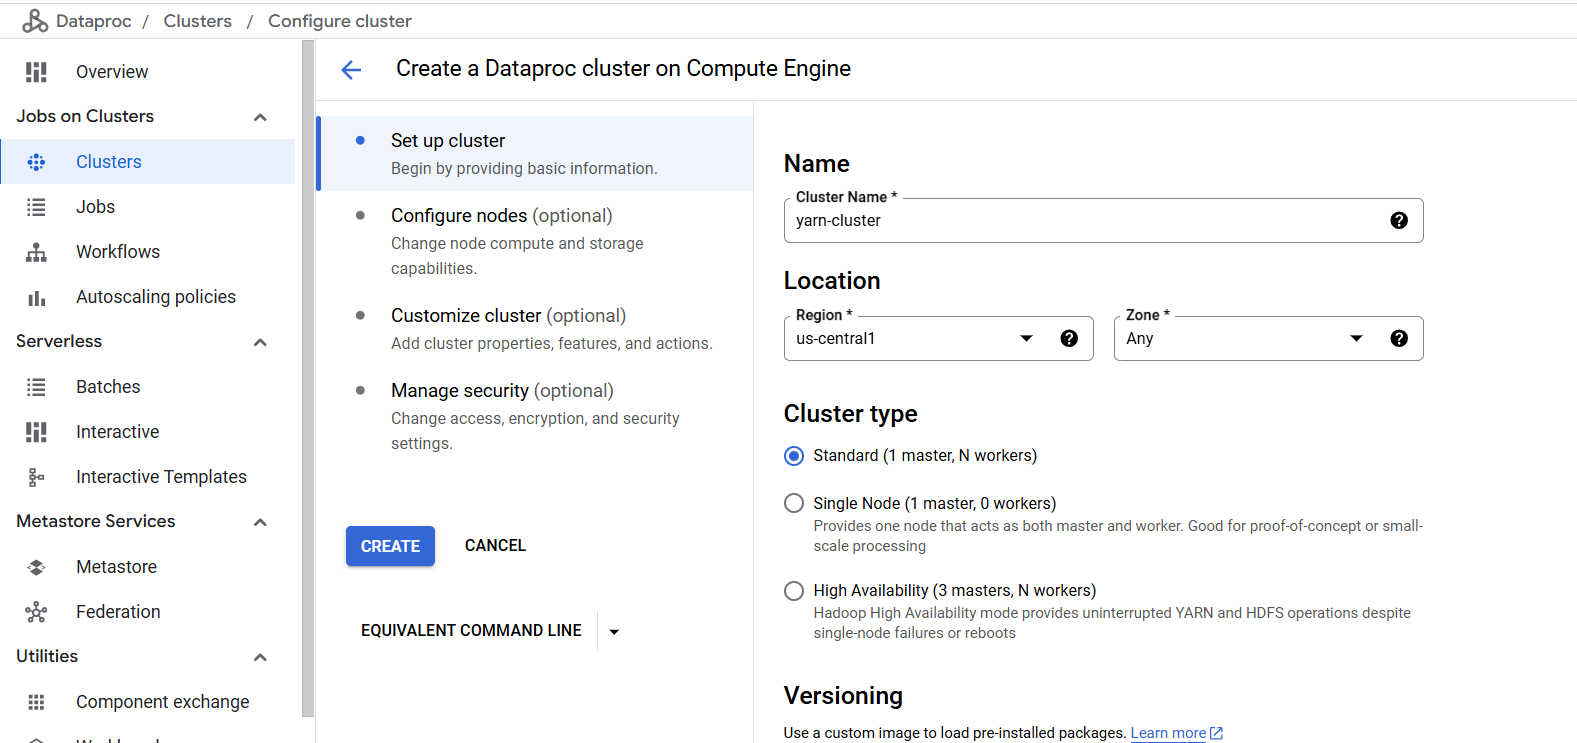 Dataproc / Clusters / Configure cluster
Overview
Jobs on Clusters
Clusters
Jobs
Workflows
Autoscaling policies
Serverless
Batches
Interactive
Interactive Templates
Metastore Services
Metastore
Federation
Utilities
Component exchange
Create a Dataproc cluster on Compute Engine
Set up cluster
Begin by providing basic information.
Configure nodes (optional)
Change node compute and storage
capabilities.
Customize cluster (optional)
Add cluster properties, features, and actions.
Manage security (optional)
Change access, encryption, and security
settings.
CREATE CANCEL
EQUIVALENT COMMAND LINE
Name
Cluster Name *
yarn-cluster
Location
Region * Zone *
us-central1 Any
Cluster type
Standard (1 master, N workers)
Single Node (1 master, 0 workers)
Provides one node that acts as both master and worker. Good for proof-of-concept or small-
scale processing
High Availability (3 masters, N workers)
Hadoop High Availability mode provides uninterrupted YARN and HDFS operations despite
single-node failures or reboots
Versioning
Use a custom image to load pre-installed packages. Learn more